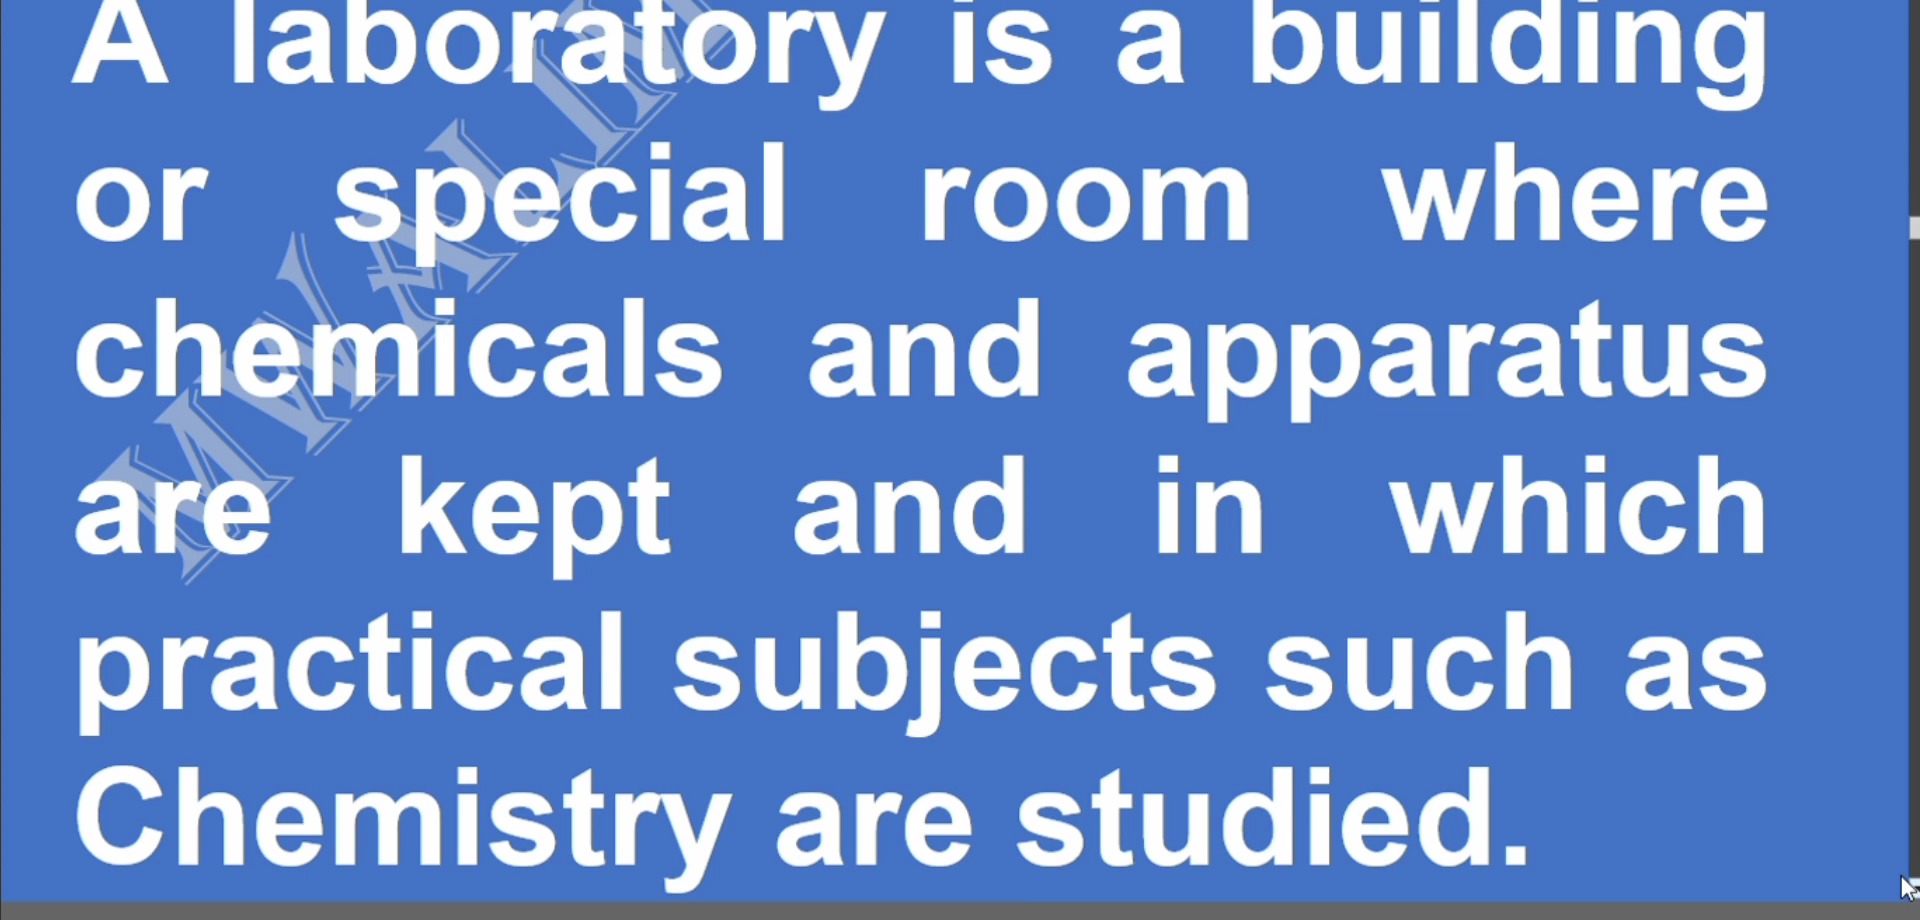 A laboratory is a building
or special room where
chemicals and apparatus
are kept and in which
practical subjects such as
Chemistry are studied.